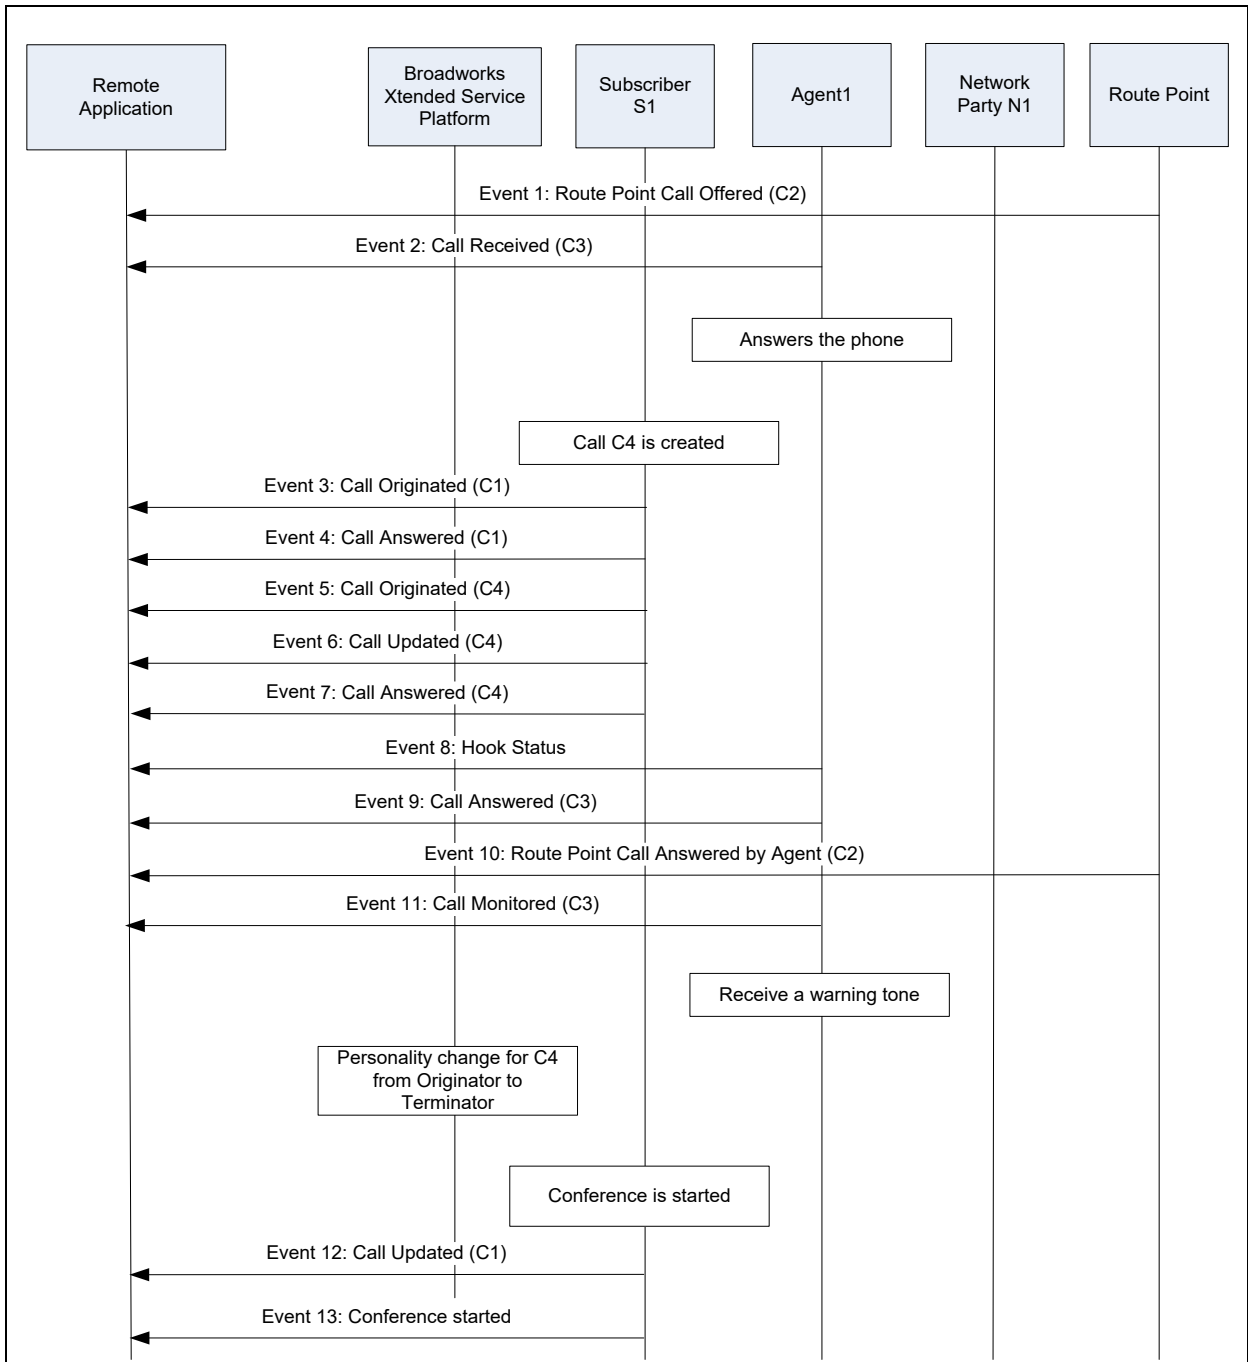 Remote
Application
Broadworks
Xtended Service
Platform
Subscriber
S1
Agent1
Network
Party N1
Route Point
Event 1: Route Point Call Offered (C2)
Event 2: Call Received (C3)
Answers the phone
Call C4 is created
Event 3: Call Originated (C1)
Event 4: Call Answered (C1)
Event 5: Call Originated (C4)
Event 6: Call Updated (C4)
Event 7: Call Answered (C4)
Event 8: Hook Status
Event 9: Call Answered (C3)
Event 10: Route Point Call Answered by Agent (C2)
Event 11: Call Monitored (C3)
Receive a warning tone
Personality change for C4
from Originator to
Terminator
Conference is started
Event 12: Call Updated (C1)
Event 13: Conference started